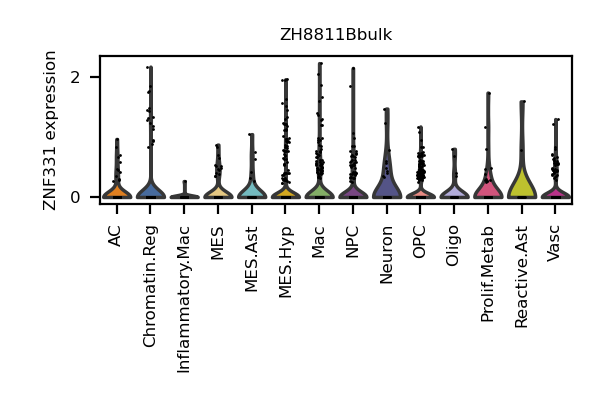 ZH8811Bbulk
ZNF331 expression
2
0
AC
Chromatin.Reg
Inflammatory.Mac
MES
MES.Ast
MES.Hyp
Mac
NPC
Neuron
OPC
Oligo
Prolif.Metab
Reactive.Ast
Vasc